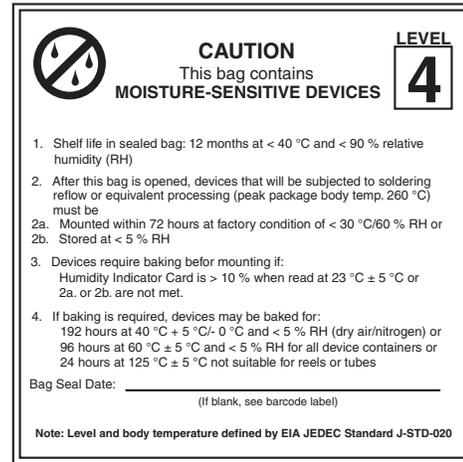 LEVEL
4
CAUTION
This bag contains
MOISTURE-SENSITIVE DEVICES
1. Shelf life in sealed bag: 12 months at < 40 °C and < 90 % relative
humidity (RH)
2. After this bag is opened, devices that will be subjected to soldering
reflow or equivalent processing (peak package body temp. 260 °C)
must be
2a. Mounted within 72 hours at factory condition of < 30 °C/60 % RH or
2b. Stored at < 5 % RH
3. Devices require baking befor mounting if:
Humidity Indicator Card is > 10 % when read at 23 °C ± 5 °C or
2a. or 2b. are not met.
4. If baking is required, devices may be baked for:
192 hours at 40 °C + 5 °C/- 0 °C and < 5 % RH (dry air/nitrogen) or
96 hours at 60 °C ± 5 °C and < 5 % RH for all device containers or
24 hours at 125 °C ± 5 °C not suitable for reels or tubes
Bag Seal Date:
(If blank, see barcode label)
Note: Level and body temperature defined by EIA JEDEC Standard J-STD-020